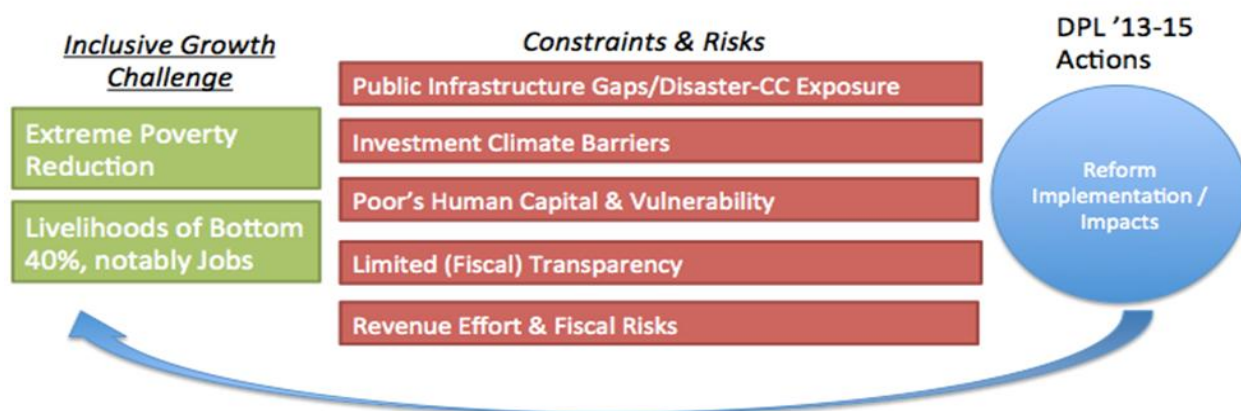 Inclusive Growth
Challenge
Extreme Poverty
Reduction
Livelihoods of Bottom
40%, notably Jobs
Constraints & Risks
Public Infrastructure Gaps/Disaster-CC Exposure
Investment Climate Barriers
Poor's Human Capital & Vulnerability
Limited (Fiscal) Transparency
Revenue Effort & Fiscal Risks
DPL '13-15
Actions
Reform
Implementation /
Impacts